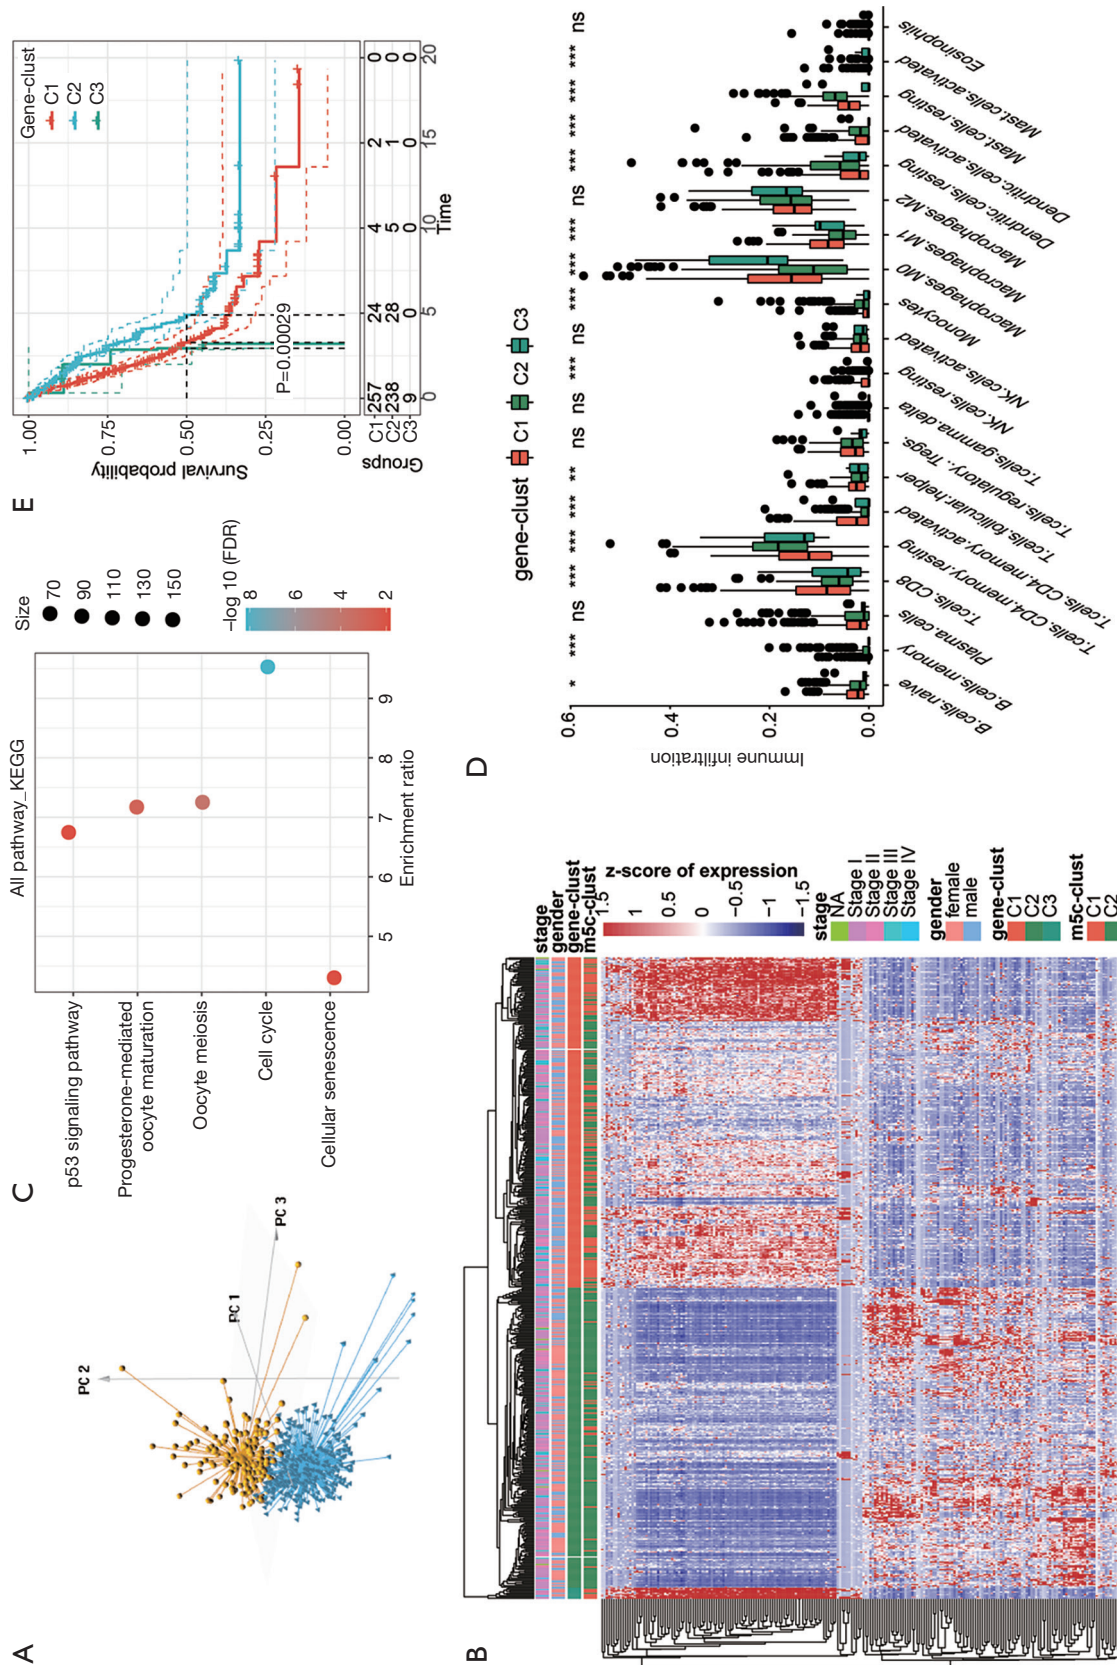 A
PC 2
PC 1
PC 3
B
stage
gender
gene-clust
m5c-clust
z-score of expression
1.5
1
0.5
0
−0.5
−1
−1.5
stage
NA
Stage I
Stage II
Stage III
Stage IV
gender
female
male
gene-clust
C1
C2
C3
m5c-clust
C1
C2
C
All pathway_KEGG
p53 signaling pathway
Progesterone-mediated
oocyte maturation
Oocyte meiosis
Cell cycle
Cellular senescence
5
6
7
8
9
Enrichment ratio
Size
70
90
110
130
150
−log10 (FDR)
8
6
4
2
D
gene-clust
C1
C2
C3
Immune infiltration
0.6
0.4
0.2
0.0
*
***
ns
***
***
***
**
ns
ns
***
ns
***
***
***
ns
***
***
***
***
ns
B.cells.naive
B.cells.memory
Plasma.cells
T.cells.CD8
T.cells.CD4.memory.resting
T.cells.CD4.memory.activated
T.cells.follicular.helper
T.cells.regulatory..Tregs.
T.cells.gamma.delta
NK.cells.resting
NK.cells.activated
Monocytes
Macrophages.M0
Macrophages.M1
Macrophages.M2
Dendritic.cells.resting
Dendritic.cells.activated
Mast.cells.resting
Mast.cells.activated
Eosinophils
E
Gene-clust
C1
C2
C3
Survival probability
1.00
0.75
0.50
0.25
0.00
P=0.00029
Groups
C1 257 24 4 2 0
C2 238 28 5 1 0
C3 9 0 0 0 0
0 5 10 15 20
Time